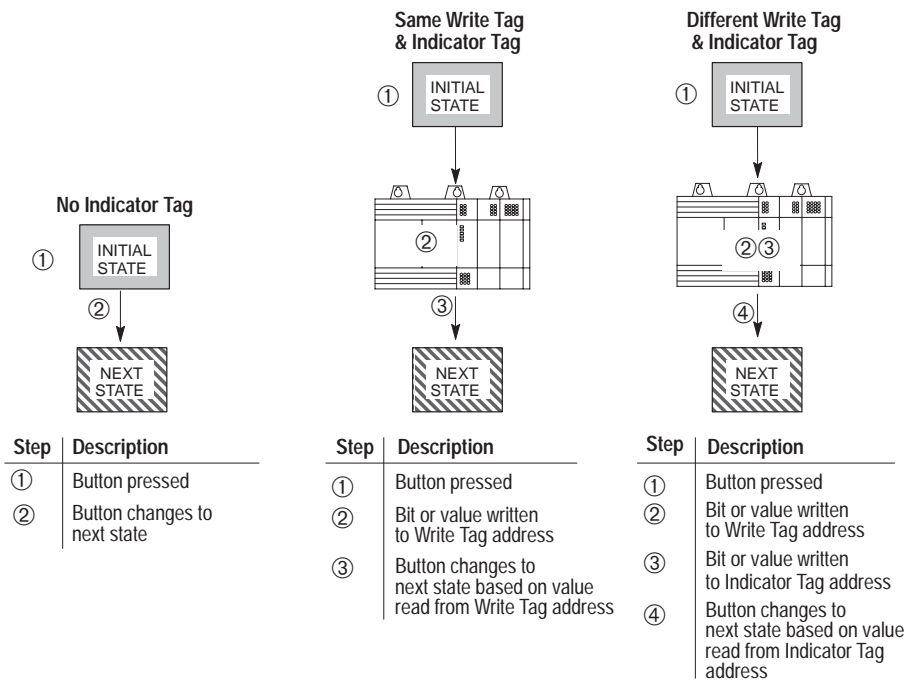 No Indicator Tag
①
INITIAL
STATE
②
NEXT
STATE
Step Description
① Button pressed
② Button changes to
next state
Same Write Tag
& Indicator Tag
①
INITIAL
STATE
②
③
NEXT
STATE
Step Description
① Button pressed
② Bit or value written
to Write Tag address
③ Button changes to
next state based on value
read from Write Tag address
Different Write Tag
& Indicator Tag
①
INITIAL
STATE
②③
④
NEXT
STATE
Step Description
① Button pressed
② Bit or value written
to Write Tag address
③ Bit or value written
to Indicator Tag address
④ Button changes to
next state based on value
read from Indicator Tag
address